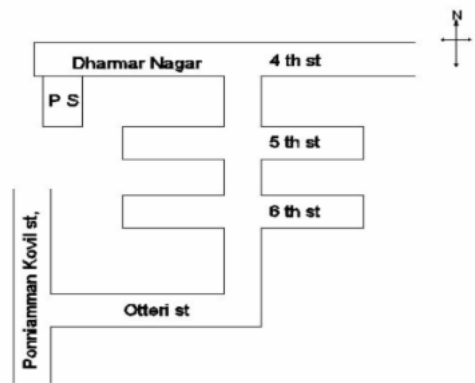 N
Dharmar Nagar 4 th st
P S
5 th st
6 th st
Ponniamman Kovil st,
Otteri st